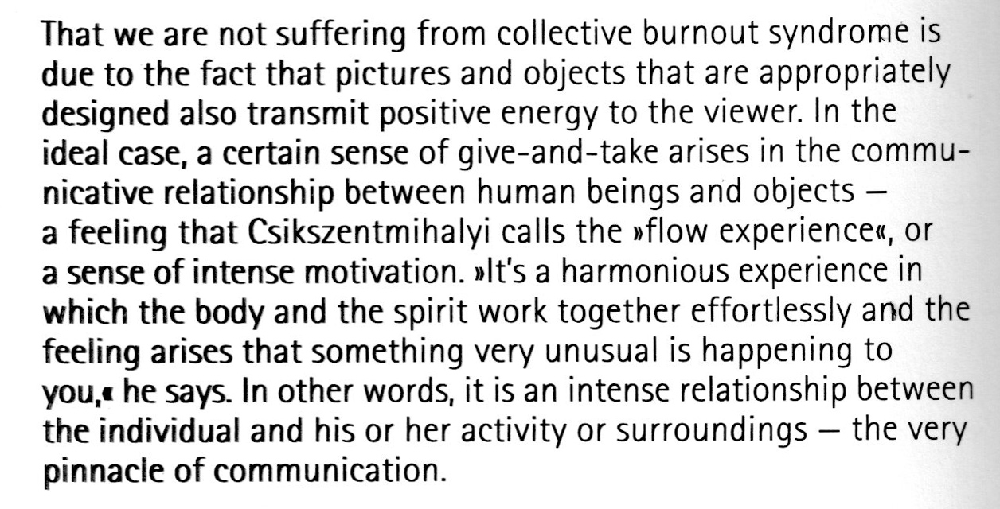 That we are not suffering from collective burnout syndrome is
due to the fact that pictures and objects that are appropriately
designed also transmit positive energy to the viewer. In the
ideal case, a certain sense of give-and-take arises in the commu-
nicative relationship between human beings and objects –
a feeling that Csikszentmihalyi calls the »flow experience«, or
a sense of intense motivation. »It's a harmonious experience in
which the body and the spirit work together effortlessly and the
feeling arises that something very unusual is happening to
you,« he says. In other words, it is an intense relationship between
the individual and his or her activity or surroundings – the very
pinnacle of communication.